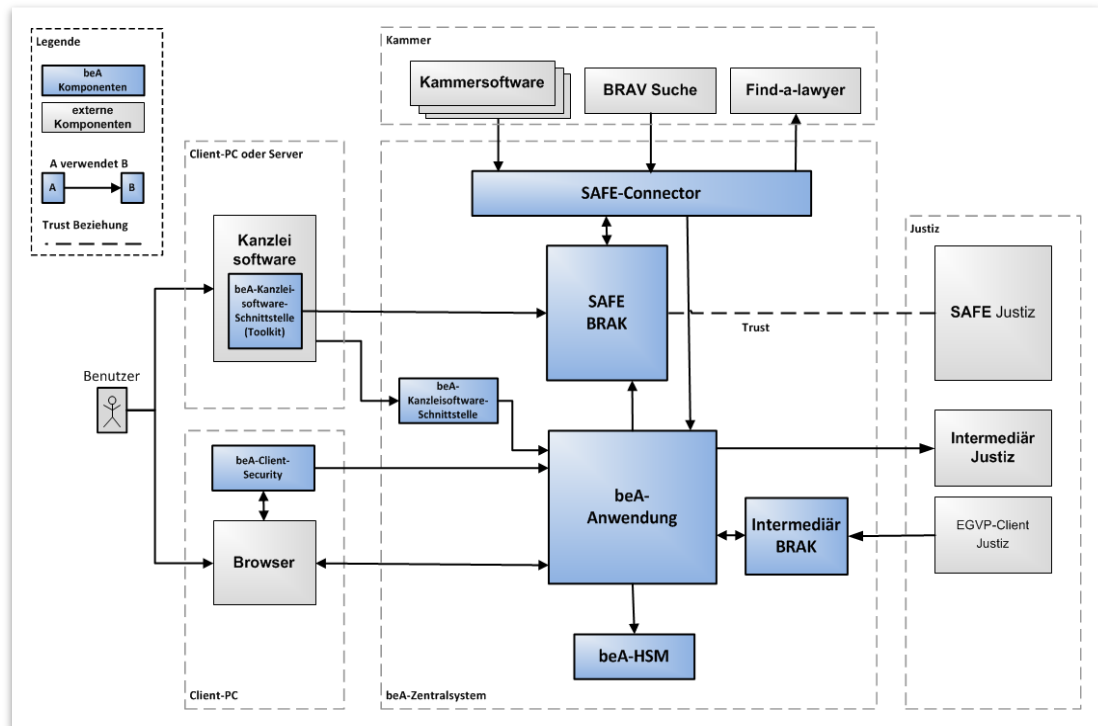 Legende
beA
Komponenten
externe
Komponenten
A verwendet B
A
B
Trust Beziehung
Kammer
Kammersoftware
BRAV Suche
Find-a-lawyer
Client-PC oder Server
Kanzlei
software
beA-Kanzlei-
software-
Schnittstelle
(Toolkit)
SAFE-Connector
SAFE
BRAK
Trust
Justiz
SAFE Justiz
Benutzer
beA-
Kanzleisoftware-
Schnittstelle
beA-Client-
Security
Browser
Client-PC
beA-
Anwendung
Intermediär
BRAK
Intermediär
Justiz
EGVP-Client
Justiz
beA-HSM
beA-Zentralsystem